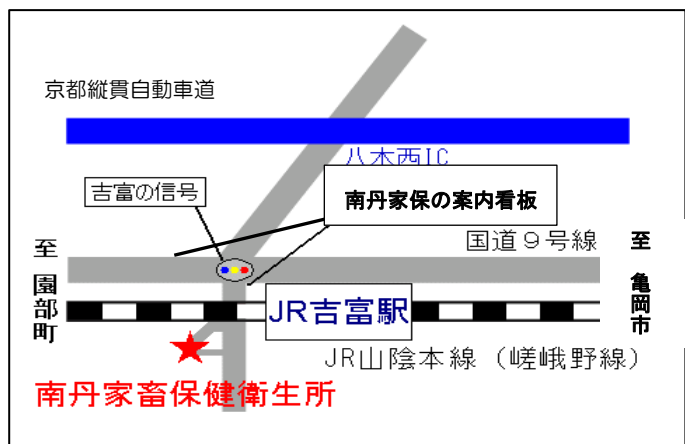 京都縦貫自動車道
八木西IC
吉富の信号
南丹家保の案内看板
国道9号線
至 園部町
至 亀岡市
JR吉富駅
JR山陰本線（嵯峨野線）
南丹家畜保健衛生所